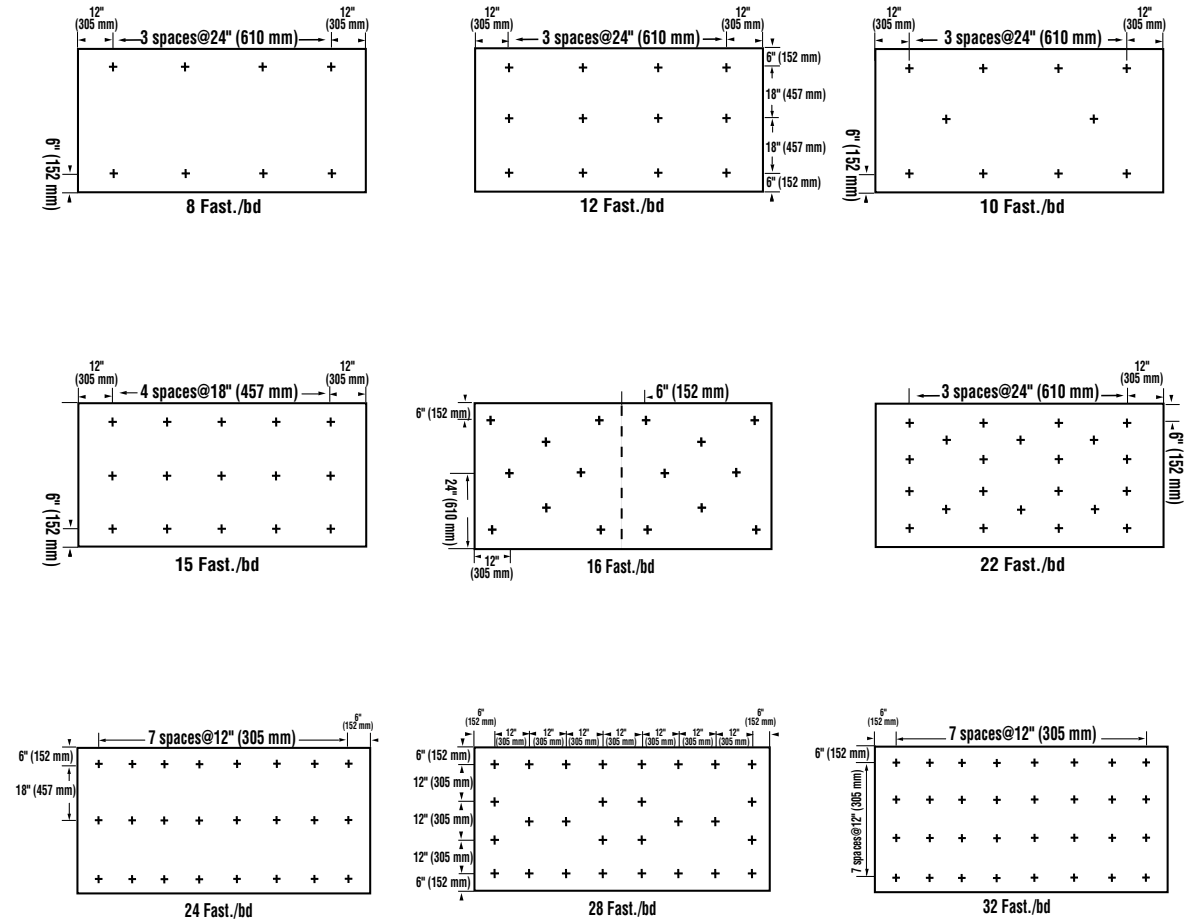 12"
(305 mm)
3 spaces@24" (610 mm)
12"
(305 mm)
6" (152 mm)
8 Fast./bd
12"
(305 mm)
3 spaces@24" (610 mm)
12"
(305 mm)
6" (152 mm)
18" (457 mm)
18" (457 mm)
6" (152 mm)
12 Fast./bd
12"
(305 mm)
3 spaces@24" (610 mm)
12"
(305 mm)
6" (152 mm)
10 Fast./bd
12"
(305 mm)
4 spaces@18" (457 mm)
12"
(305 mm)
6" (152 mm)
15 Fast./bd
6" (152 mm)
6" (152 mm)
24" (610 mm)
12"
(305 mm)
16 Fast./bd
3 spaces@24" (610 mm)
12"
(305 mm)
6" (152 mm)
22 Fast./bd
7 spaces@12" (305 mm)
6"
(152 mm)
6" (152 mm)
18" (457 mm)
24 Fast./bd
6"
(152 mm)
12"
(305 mm)
12"
(305 mm)
12"
(305 mm)
12"
(305 mm)
12"
(305 mm)
12"
(305 mm)
12"
(305 mm)
6"
(152 mm)
6" (152 mm)
12" (305 mm)
12" (305 mm)
12" (305 mm)
6" (152 mm)
28 Fast./bd
6"
(152 mm)
7 spaces@12" (305 mm)
6" (152 mm)
7 spaces@12" (305 mm)
32 Fast./bd